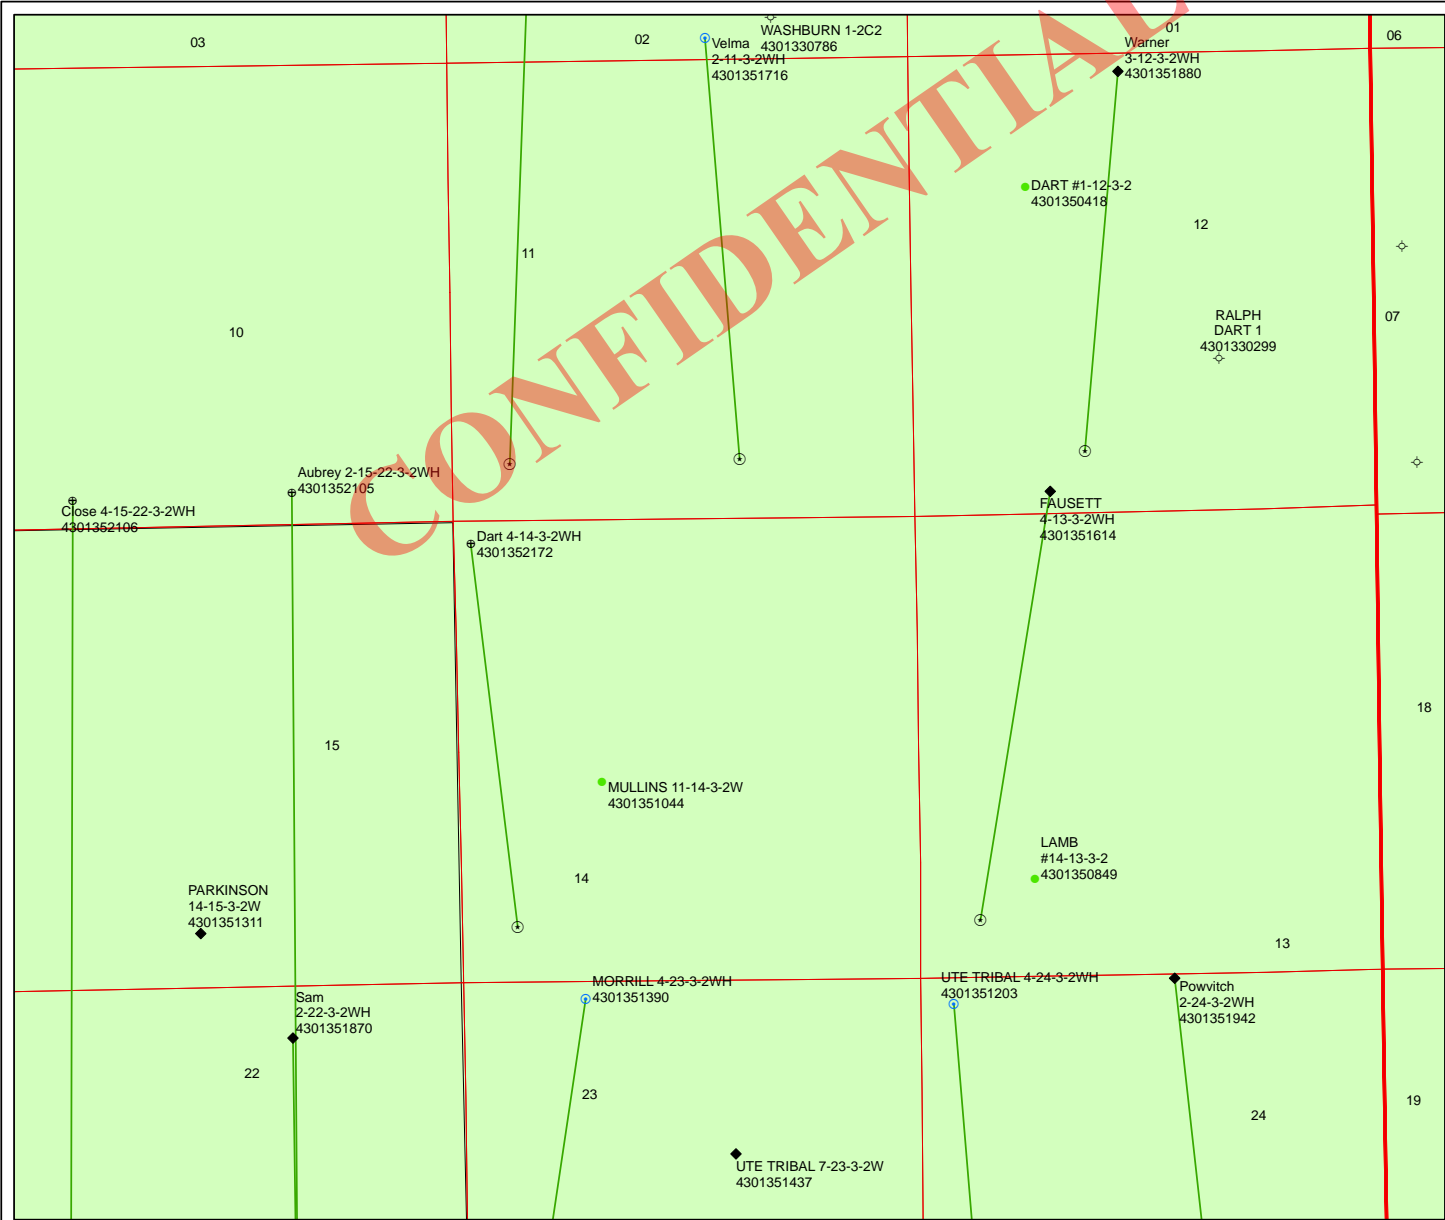 03
02
01
06
WASHBURN 1-2C2
4301330786
Velma
2-11-3-2WH
4301351716
Warner
3-12-3-2WH
4301351880
CONFIDENTIAL
DART #1-12-3-2
4301350418
12
11
10
07
RALPH
DART 1
4301330299
Aubrey 2-15-22-3-2WH
4301352105
Close 4-15-22-3-2WH
4301352106
FAUSETT
4-13-3-2WH
4301351614
Dart 4-14-3-2WH
4301352172
18
15
MULLINS 11-14-3-2W
4301351044
LAMB
#14-13-3-2
4301350849
14
PARKINSON
14-15-3-2W
4301351311
13
MORRILL 4-23-3-2WH
4301351390
UTE TRIBAL 4-24-3-2WH
4301351203
Powvitch
2-24-3-2WH
4301351942
Sam
2-22-3-2WH
4301351870
22
23
19
24
UTE TRIBAL 7-23-3-2W
4301351437